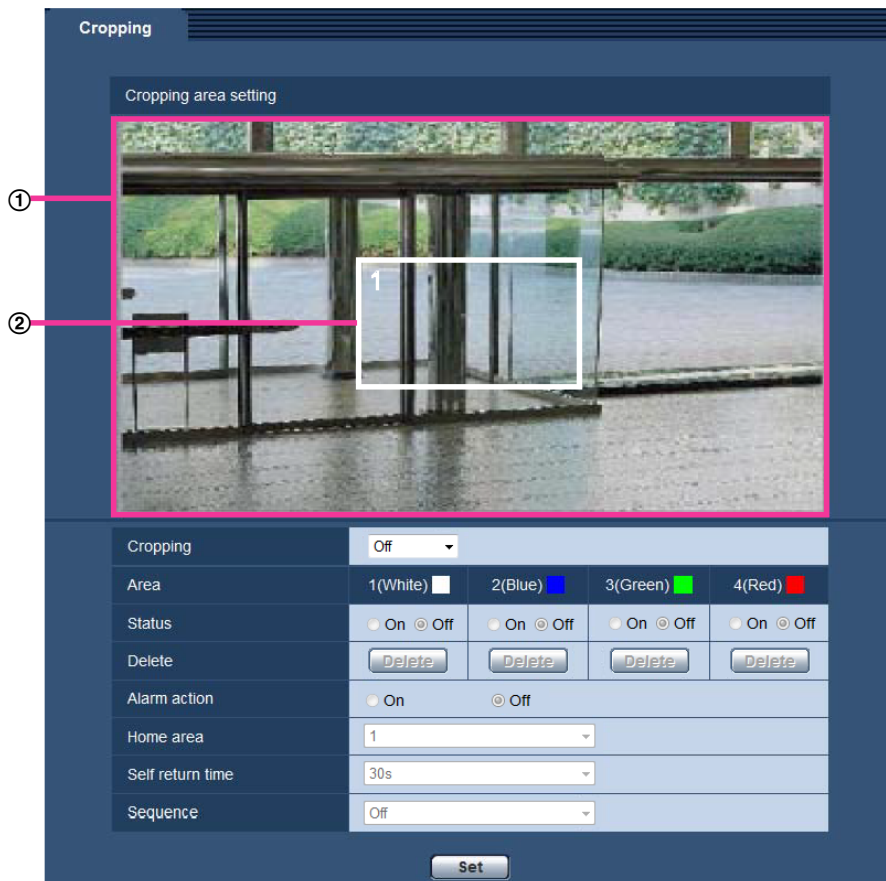 Cropping
Cropping area setting
①
1
②
Cropping Off
Area 1(White) 2(Blue) 3(Green) 4(Red)
Status On Off On Off On Off On Off
Delete Delete Delete Delete Delete
Alarm action On Off
Home area 1
Self return time 30s
Sequence Off
Set